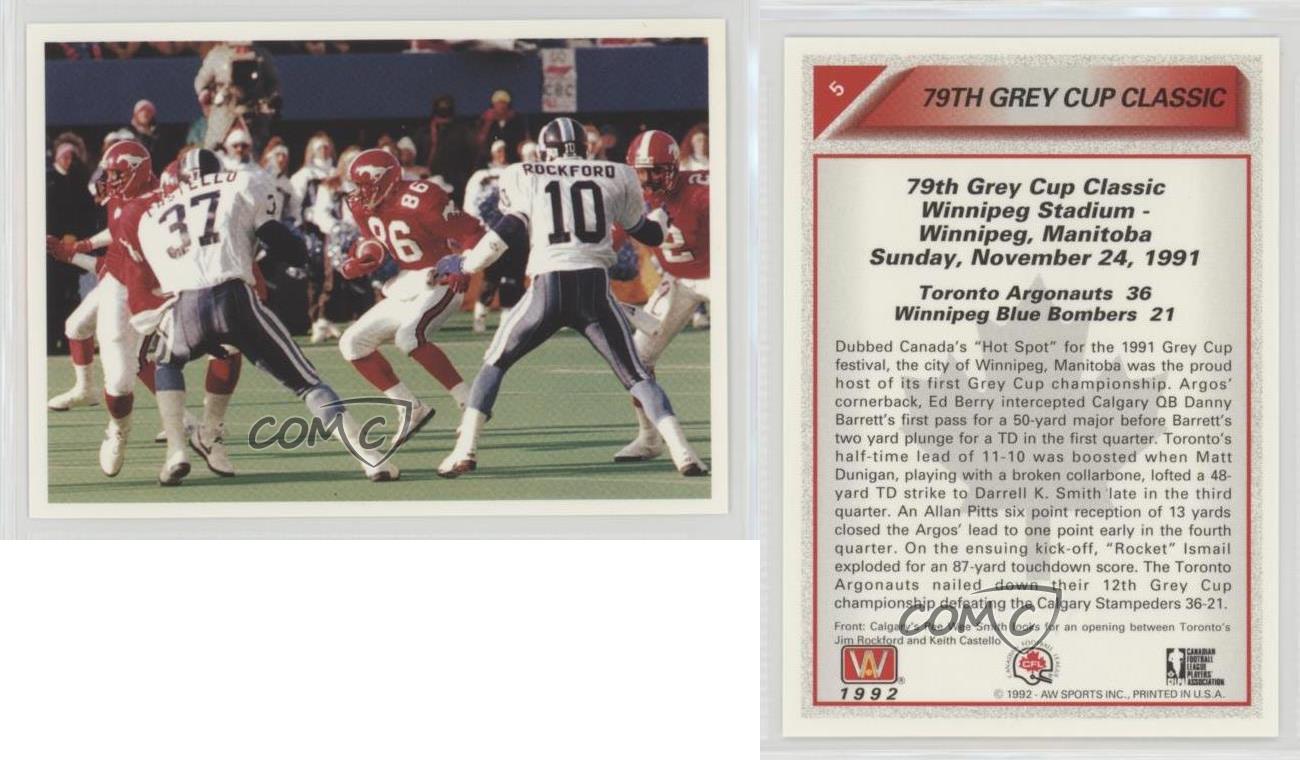 GO
CBC
CASTELLO
37
3
86
86
ROCKFORD
10
10
2
COMC
5
79TH GREY CUP CLASSIC
79th Grey Cup Classic
Winnipeg Stadium -
Winnipeg, Manitoba
Sunday, November 24, 1991
Toronto Argonauts 36
Winnipeg Blue Bombers 21
Dubbed Canada's "Hot Spot" for the 1991 Grey Cup
festival, the city of Winnipeg, Manitoba was the proud
host of its first Grey Cup championship. Argos'
cornerback, Ed Berry intercepted Calgary QB Danny
Barrett's first pass for a 50-yard major before Barrett's
two yard plunge for a TD in the first quarter. Toronto's
half-time lead of 11-10 was boosted when Matt
Dunigan, playing with a broken collarbone, lofted a 48-
yard TD strike to Darrell K. Smith late in the third
quarter. An Allan Pitts six point reception of 13 yards
closed the Argos' lead to one point early in the fourth
quarter. On the ensuing kick-off, "Rocket" Ismail
exploded for an 87-yard touchdown score. The Toronto
Argonauts nailed down their 12th Grey Cup
championship defeating the Calgary Stampeders 36-21.
Front: Calgary's Pee Wee Smith looks for an opening between Toronto's
Jim Rockford and Keith Castello
COMC
AW ®
1992
CANADIAN FOOTBALL LEAGUE
CFL
CANADIAN
FOOTBALL
LEAGUE
PLAYERS'
ASSOCIATION
© 1992 - AW SPORTS INC., PRINTED IN U.S.A.